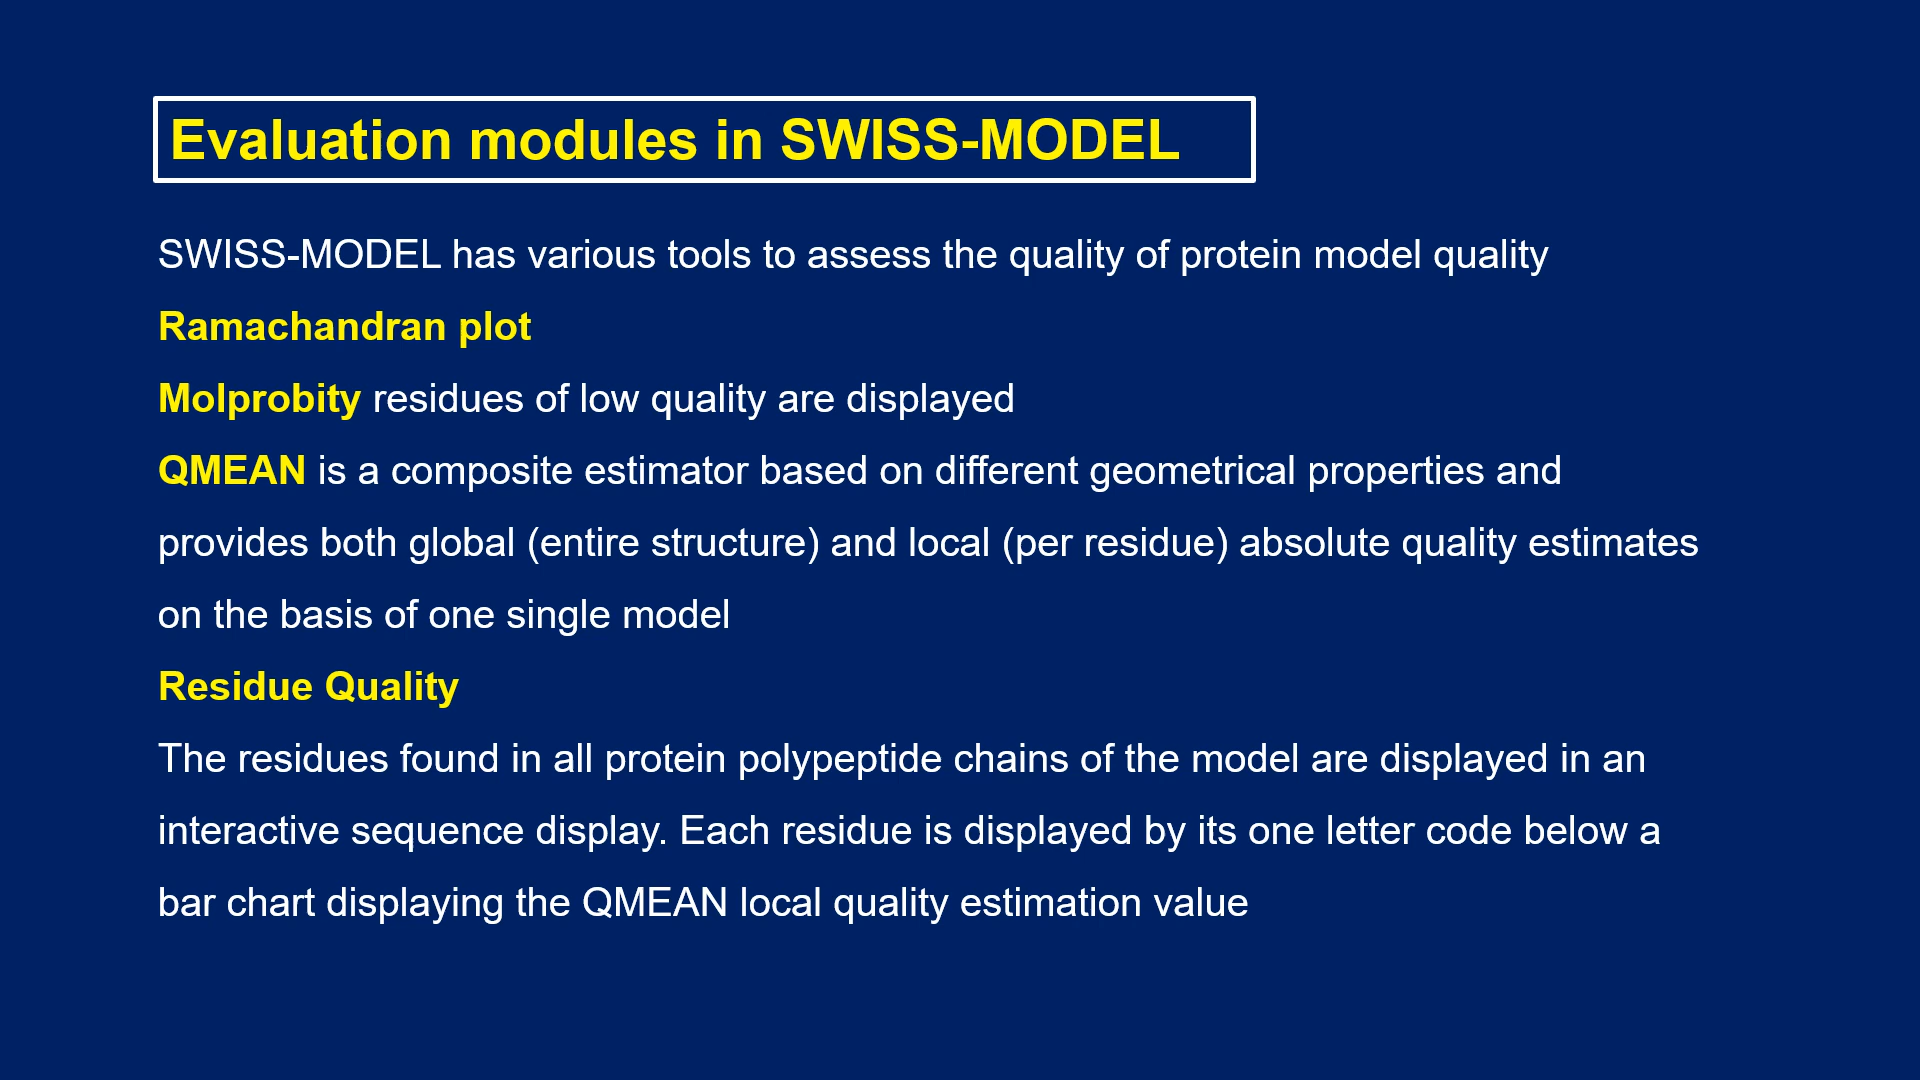 Evaluation modules in SWISS-MODEL
SWISS-MODEL has various tools to assess the quality of protein model quality
Ramachandran plot
Molprobity residues of low quality are displayed
QMEAN is a composite estimator based on different geometrical properties and
provides both global (entire structure) and local (per residue) absolute quality estimates
on the basis of one single model
Residue Quality
The residues found in all protein polypeptide chains of the model are displayed in an
interactive sequence display. Each residue is displayed by its one letter code below a
bar chart displaying the QMEAN local quality estimation value